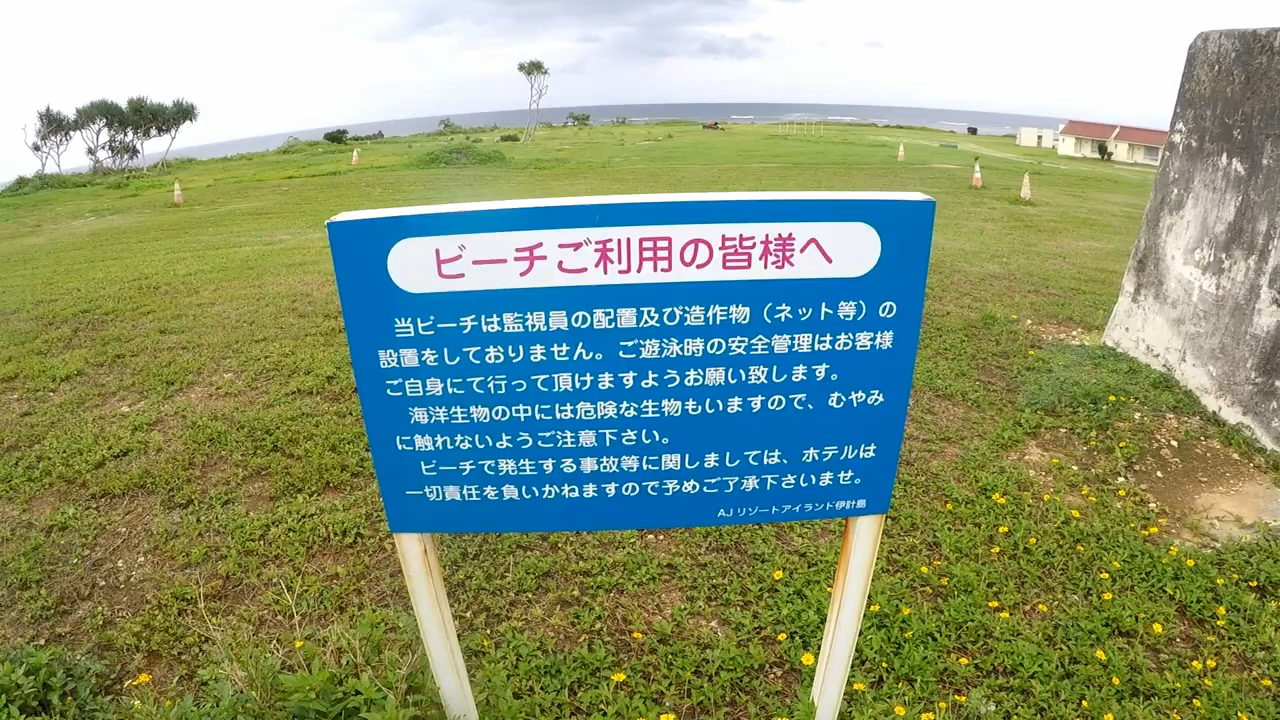 ビーチご利用の皆様へ
当ビーチは監視員の配置及び造作物（ネット等）の
設置をしておりません。ご遊泳時の安全管理はお客様
ご自身にて行って頂けますようお願い致します。
海洋生物の中には危険な生物もいますので、むやみ
に触れないようご注意下さい。
ビーチで発生する事故等に関しましては、ホテルは
一切責任を負いかねますので予めご了承下さいませ。
AJ リゾートアイランド伊計島